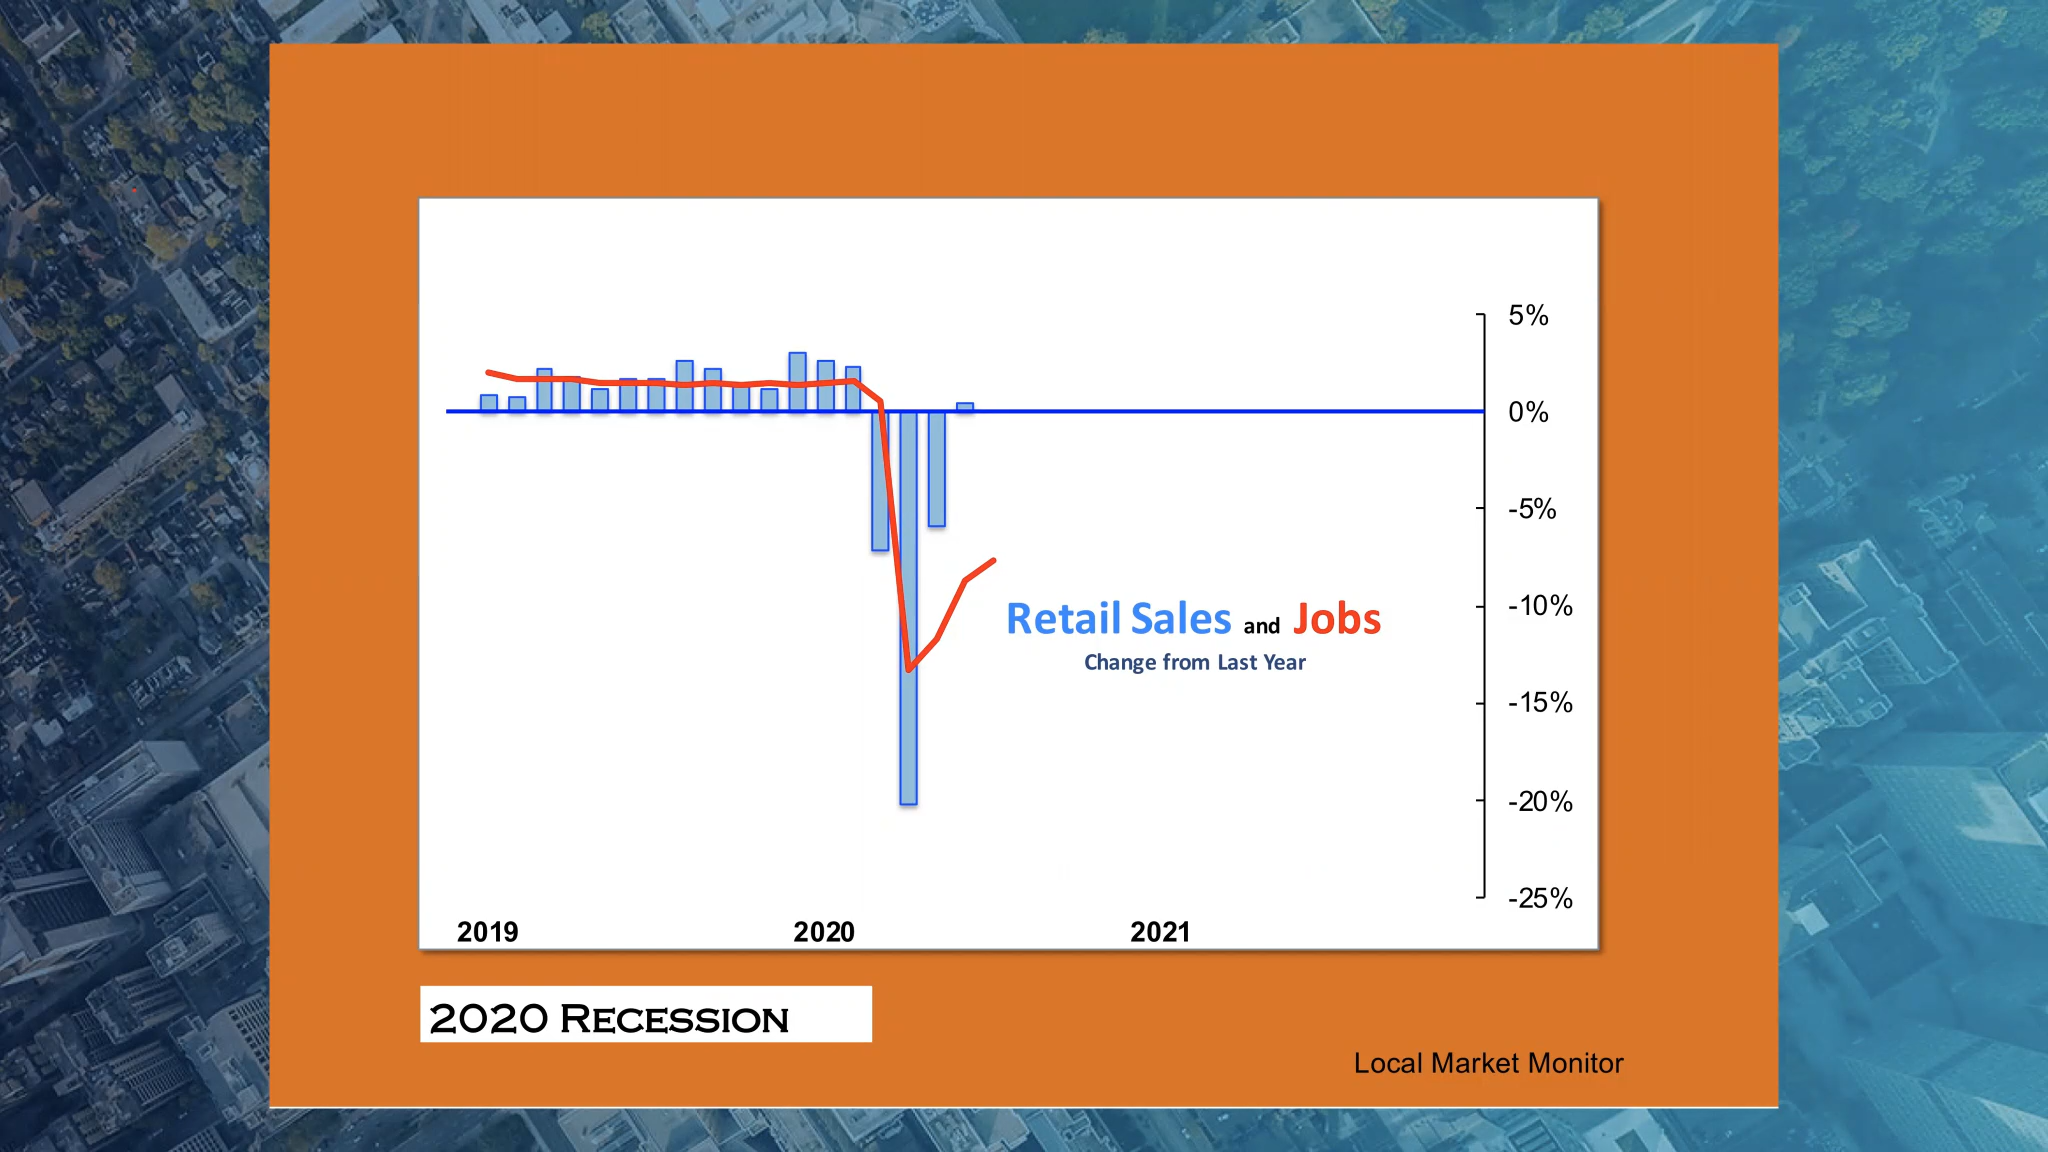 5%
0%
-5%
-10%
-15%
-20%
-25%
Retail Sales and Jobs
Change from Last Year
2019 2020 2021
2020 Recession
Local Market Monitor